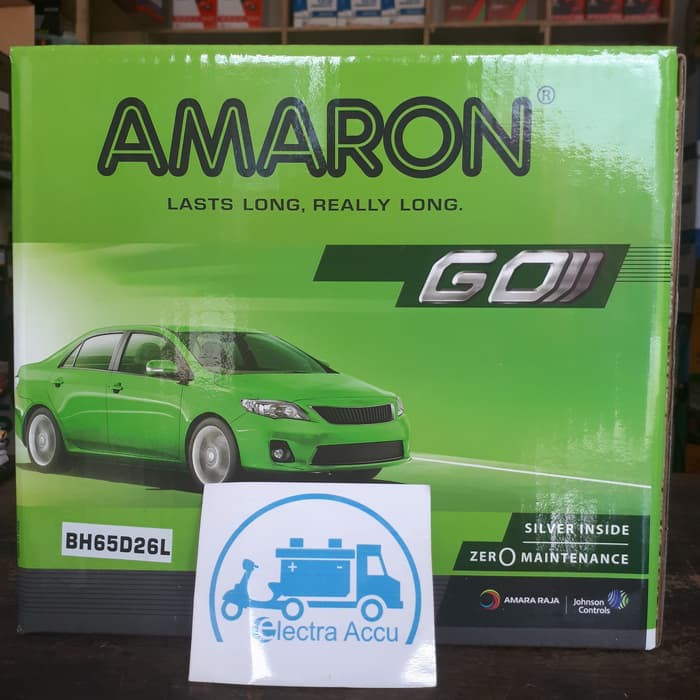 AMARON®
LASTS LONG, REALLY LONG.
GO
BH65D26L
SILVER INSIDE
ZERO MAINTENANCE
AMARA RAJA
Johnson
Controls
Electra Accu